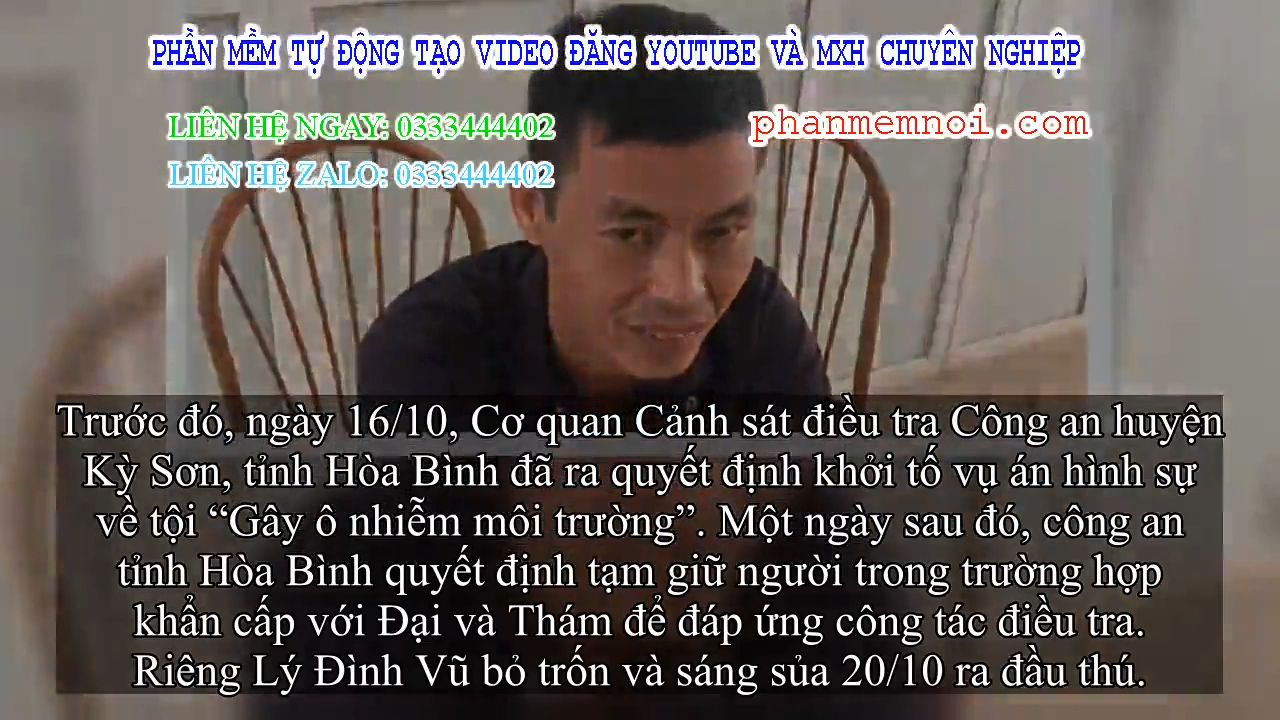 PHẦN MỀM TỰ ĐỘNG TẠO VIDEO ĐĂNG YOUTUBE VÀ MXH CHUYÊN NGHIỆP
LIÊN HỆ NGAY: 0333444402
phanmemnoi.com
LIÊN HỆ ZALO: 0333444402
Trước đó, ngày 16/10, Cơ quan Cảnh sát điều tra Công an huyện
Kỳ Sơn, tỉnh Hòa Bình đã ra quyết định khởi tố vụ án hình sự
về tội “Gây ô nhiễm môi trường”. Một ngày sau đó, công an
tỉnh Hòa Bình quyết định tạm giữ người trong trường hợp
khẩn cấp với Đại và Thám để đáp ứng công tác điều tra.
Riêng Lý Đình Vũ bỏ trốn và sáng sủa 20/10 ra đầu thú.